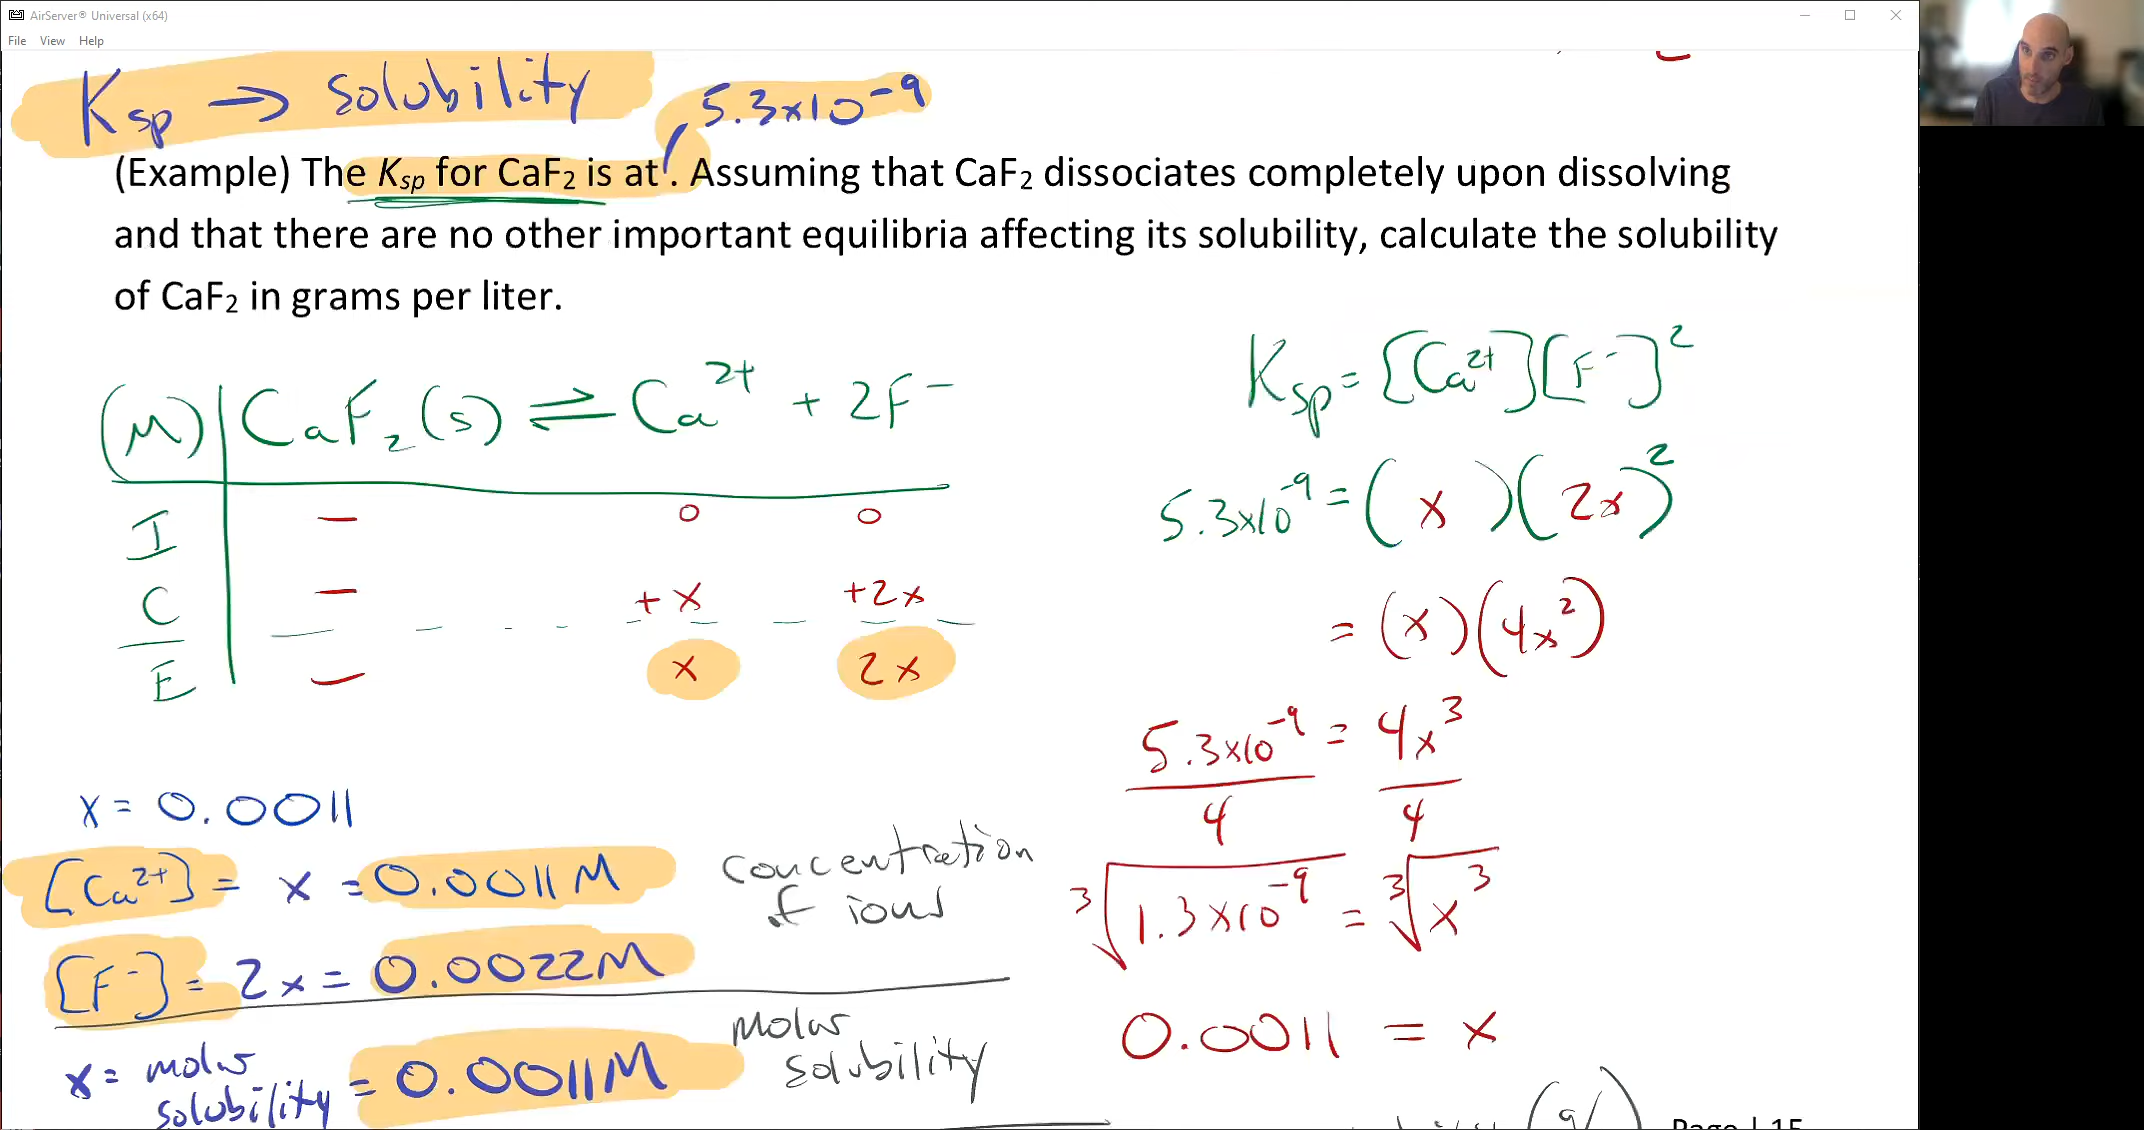 AirServer® Universal (x64)
File View Help
Ksp → solubility
5.3x10⁻⁹
(Example) The Ksp for CaF₂ is at . Assuming that CaF₂ dissociates completely upon dissolving
and that there are no other important equilibria affecting its solubility, calculate the solubility
of CaF₂ in grams per liter.
(M) CaF₂(s) ⇌ Ca²⁺ + 2F⁻
I — 0 0
C — +x +2x
E — x 2x
Ksp = [Ca²⁺][F⁻]²
5.3x10⁻⁹ = (x)(2x)²
= (x)(4x²)
5.3x10⁻⁹ = 4x³
4 4
³√1.3x10⁻⁹ = ³√x³
0.0011 = x
x = 0.0011
[Ca²⁺] = x = 0.0011M
[F⁻] = 2x = 0.0022M
concentration
of ions
x = molar
solubility = 0.0011M
molar
solubility
Page | 15